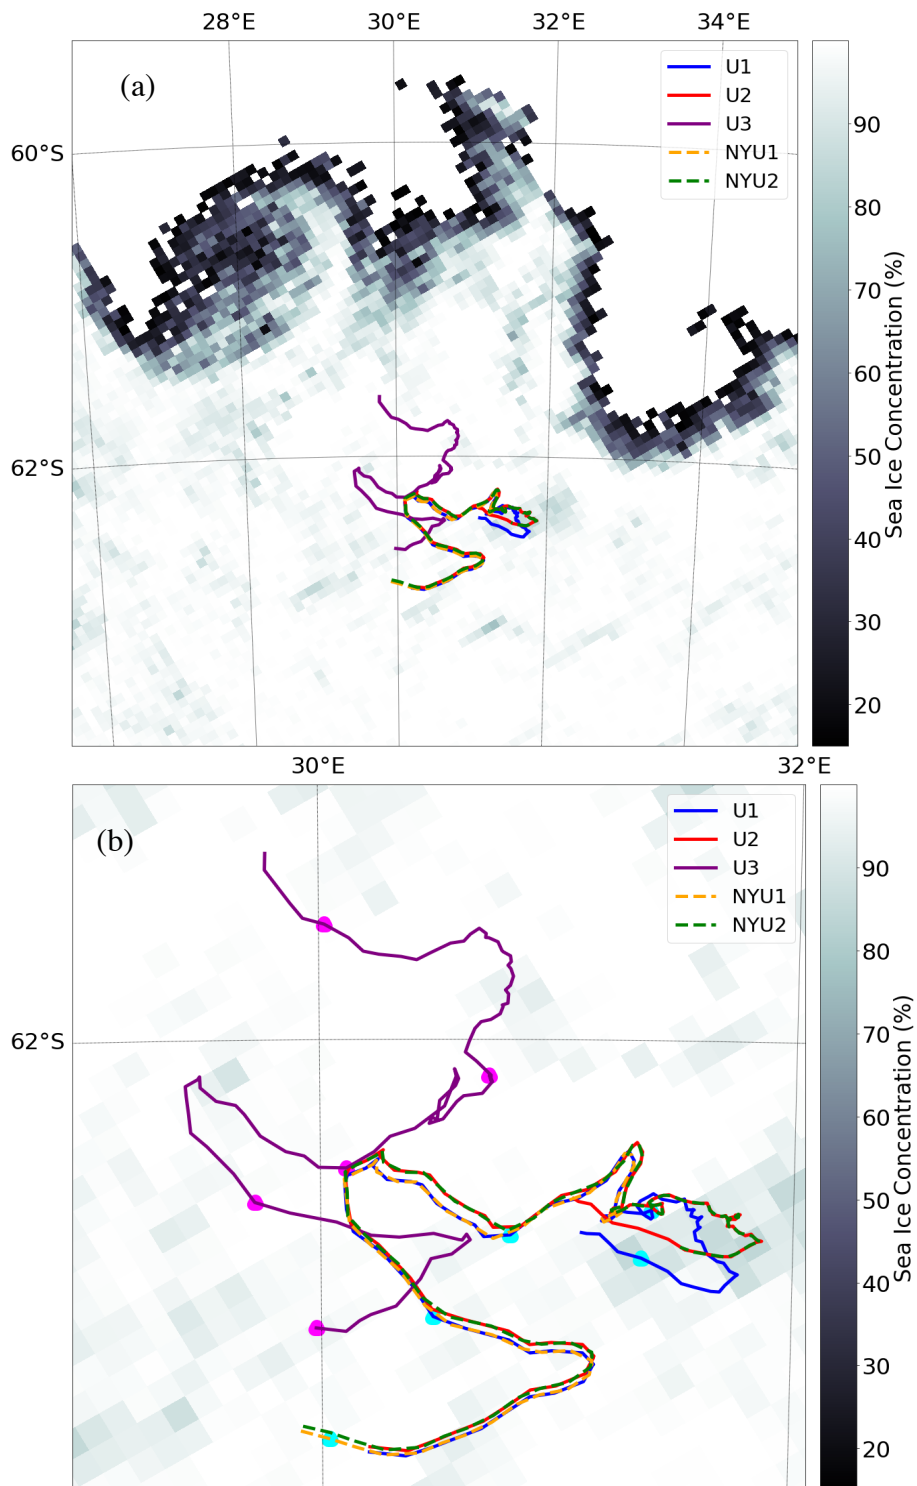 28°E 30°E 32°E 34°E
(a)
U1
U2
U3
NYU1
NYU2
60°S
62°S
90
80
70
60
50
40
30
20
Sea Ice Concentration (%)
30°E 32°E
(b)
U1
U2
U3
NYU1
NYU2
62°S
90
80
70
60
50
40
30
20
Sea Ice Concentration (%)